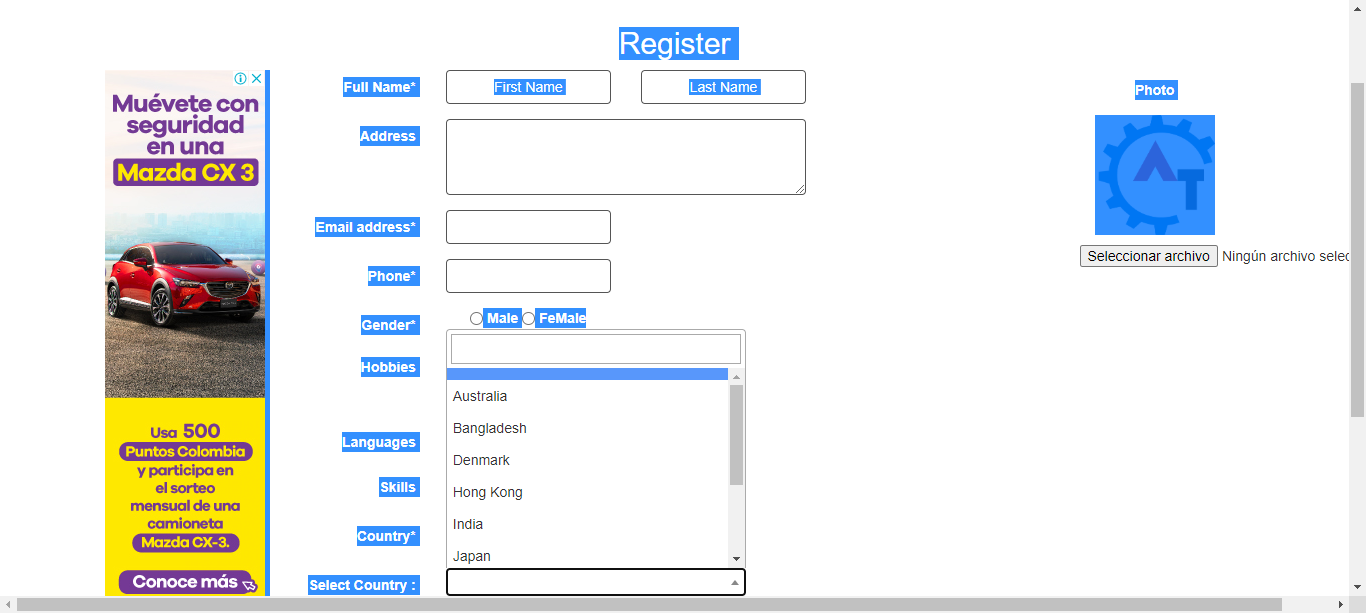 Register
Muévete con
seguridad
en una
Mazda CX 3
Usa 500
Puntos Colombia
y participa en
el sorteo
mensual de una
camioneta
Mazda CX-3.
Conoce más
Full Name*
First Name
Last Name
Address
Email address*
Phone*
Gender*
Male
FeMale
Hobbies
Languages
Skills
Country*
Select Country :
Australia
Bangladesh
Denmark
Hong Kong
India
Japan
Photo
AT
Seleccionar archivo Ningún archivo selec